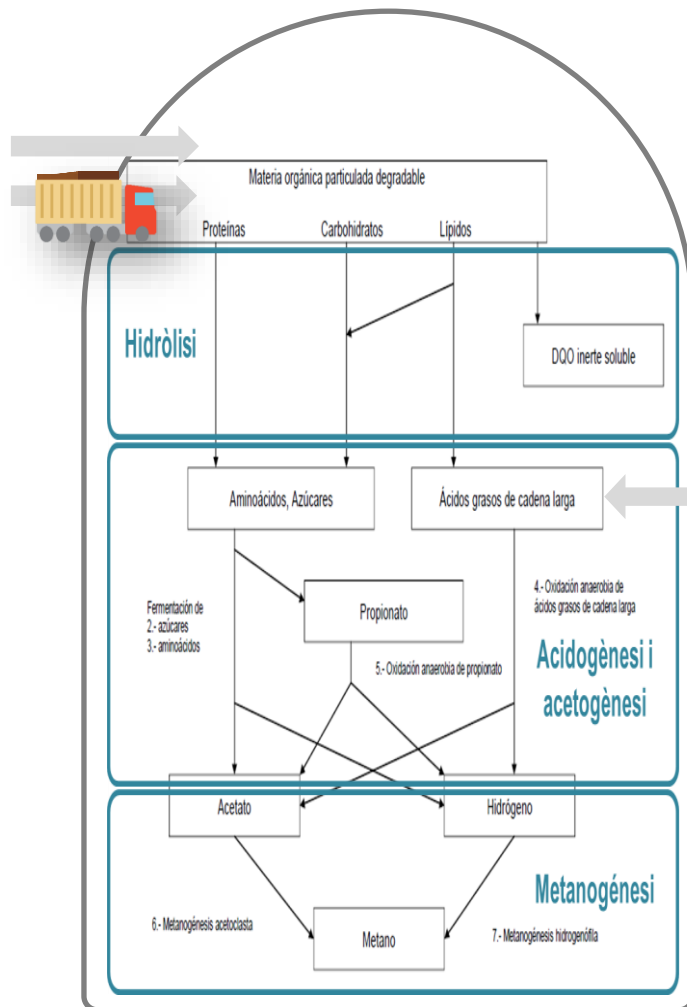 Materia orgánica particulada degradable
Proteínas
Carbohidratos
Lípidos
Hidròlisi
DQO inerte soluble
Aminoácidos, Azúcares
Ácidos grasos de cadena larga
Fermentación de
2.- azúcares
3.- aminoácidos
Propionato
4.- Oxidación anaerobia de
ácidos grasos de cadena larga
5.- Oxidación anaerobia de propionato
Acidogènesi i
acetogènesi
Acetato
Hidrógeno
Metanogénesi
6.- Metanogénesis acetoclasta
Metano
7.- Metanogénesis hidrogenófila